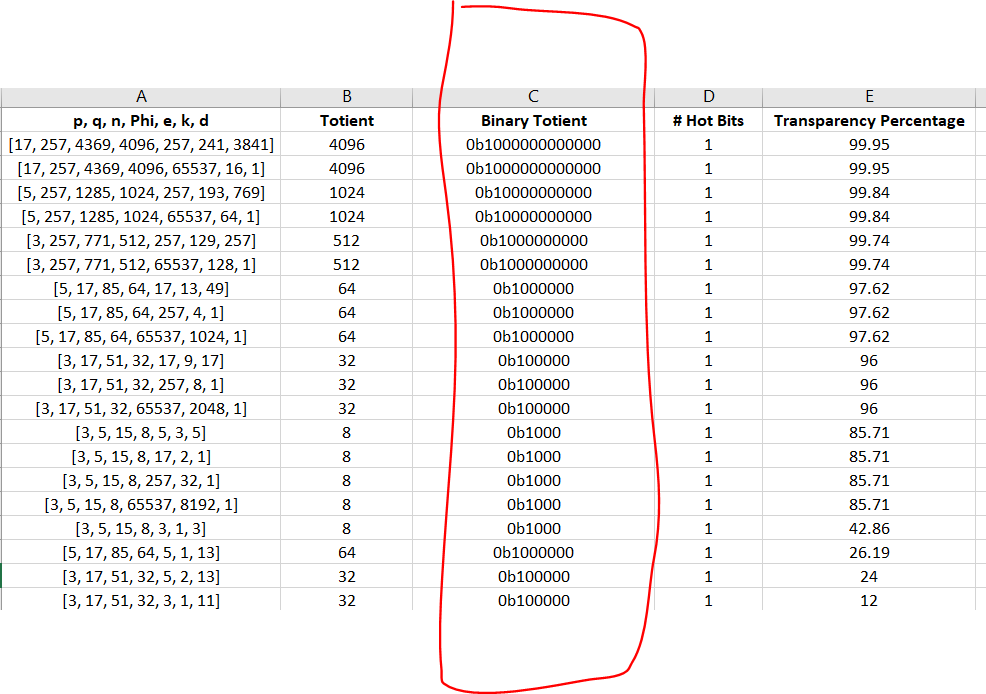 A B C D E
p, q, n, Phi, e, k, d Totient Binary Totient # Hot Bits Transparency Percentage
[17, 257, 4369, 4096, 257, 241, 3841] 4096 0b1000000000000 1 99.95
[17, 257, 4369, 4096, 65537, 16, 1] 4096 0b1000000000000 1 99.95
[5, 257, 1285, 1024, 257, 193, 769] 1024 0b10000000000 1 99.84
[5, 257, 1285, 1024, 65537, 64, 1] 1024 0b10000000000 1 99.84
[3, 257, 771, 512, 257, 129, 257] 512 0b1000000000 1 99.74
[3, 257, 771, 512, 65537, 128, 1] 512 0b1000000000 1 99.74
[5, 17, 85, 64, 17, 13, 49] 64 0b1000000 1 97.62
[5, 17, 85, 64, 257, 4, 1] 64 0b1000000 1 97.62
[5, 17, 85, 64, 65537, 1024, 1] 64 0b1000000 1 97.62
[3, 17, 51, 32, 17, 9, 17] 32 0b100000 1 96
[3, 17, 51, 32, 257, 8, 1] 32 0b100000 1 96
[3, 17, 51, 32, 65537, 2048, 1] 32 0b100000 1 96
[3, 5, 15, 8, 5, 3, 5] 8 0b1000 1 85.71
[3, 5, 15, 8, 17, 2, 1] 8 0b1000 1 85.71
[3, 5, 15, 8, 257, 32, 1] 8 0b1000 1 85.71
[3, 5, 15, 8, 65537, 8192, 1] 8 0b1000 1 85.71
[3, 5, 15, 8, 3, 1, 3] 8 0b1000 1 42.86
[5, 17, 85, 64, 5, 1, 13] 64 0b1000000 1 26.19
[3, 17, 51, 32, 5, 2, 13] 32 0b100000 1 24
[3, 17, 51, 32, 3, 1, 11] 32 0b100000 1 12